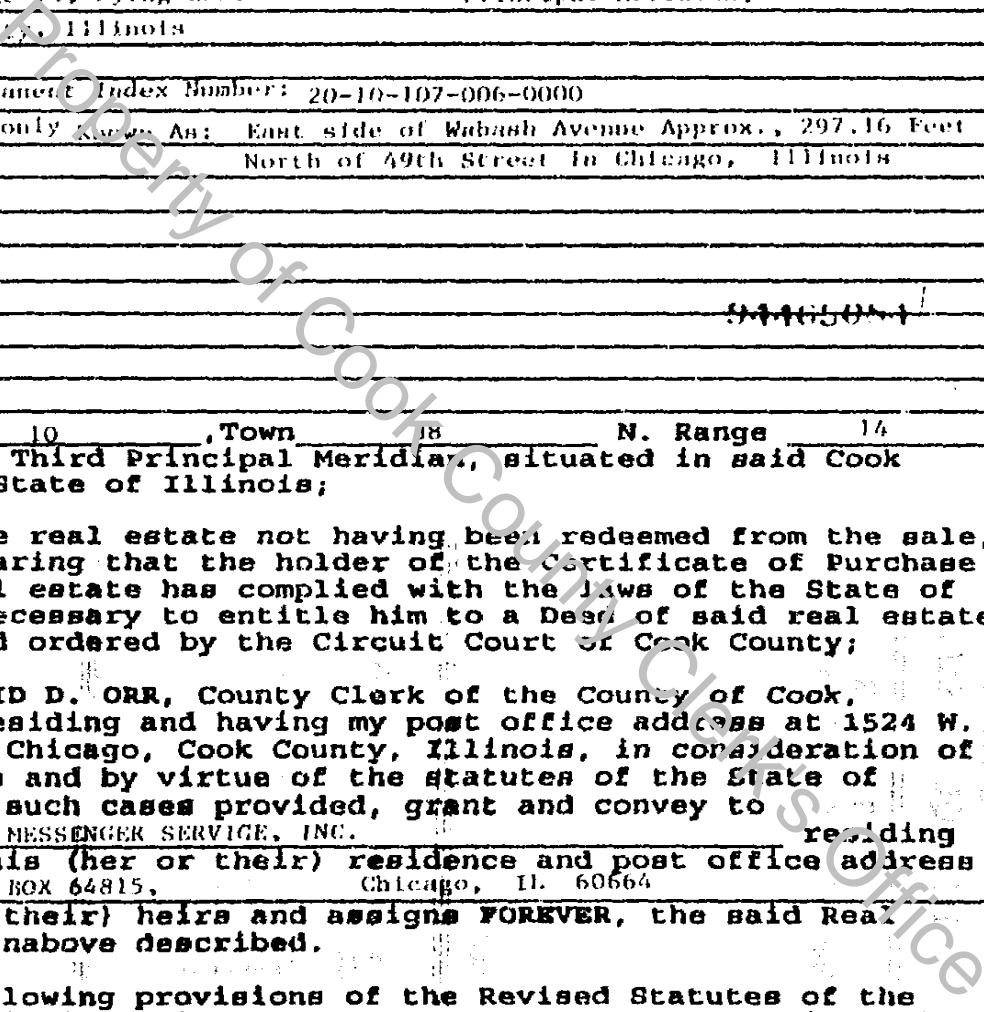 Illinois
Index Number: 20-10-107-006-0000
only Known As: East side of Wabash Avenue Approx., 297.16 Feet
North of 49th Street in Chicago, Illinois
10 ,Town 38 N. Range 14
Third Principal Meridian, situated in said Cook
State of Illinois;
e real estate not having been redeemed from the sale,
aring that the holder of the Certificate of Purchase
l estate has complied with the laws of the State of
ecessary to entitle him to a Deed of said real estate
d ordered by the Circuit Court of Cook County;
ID D. ORR, County Clerk of the County of Cook,
esiding and having my post office address at 1524 W.
Chicago, Cook County, Illinois, in consideration of
s and by virtue of the statutes of the State of
such cases provided, grant and convey to
MESSENGER SERVICE, INC. residing
is (her or their) residence and post office address
BOX 64815, Chicago, IL 60664
their) heirs and assigns FOREVER, the said Real
nabove described.
lowing provisions of the Revised Statutes of the
Property of Cook County Clerk's Office